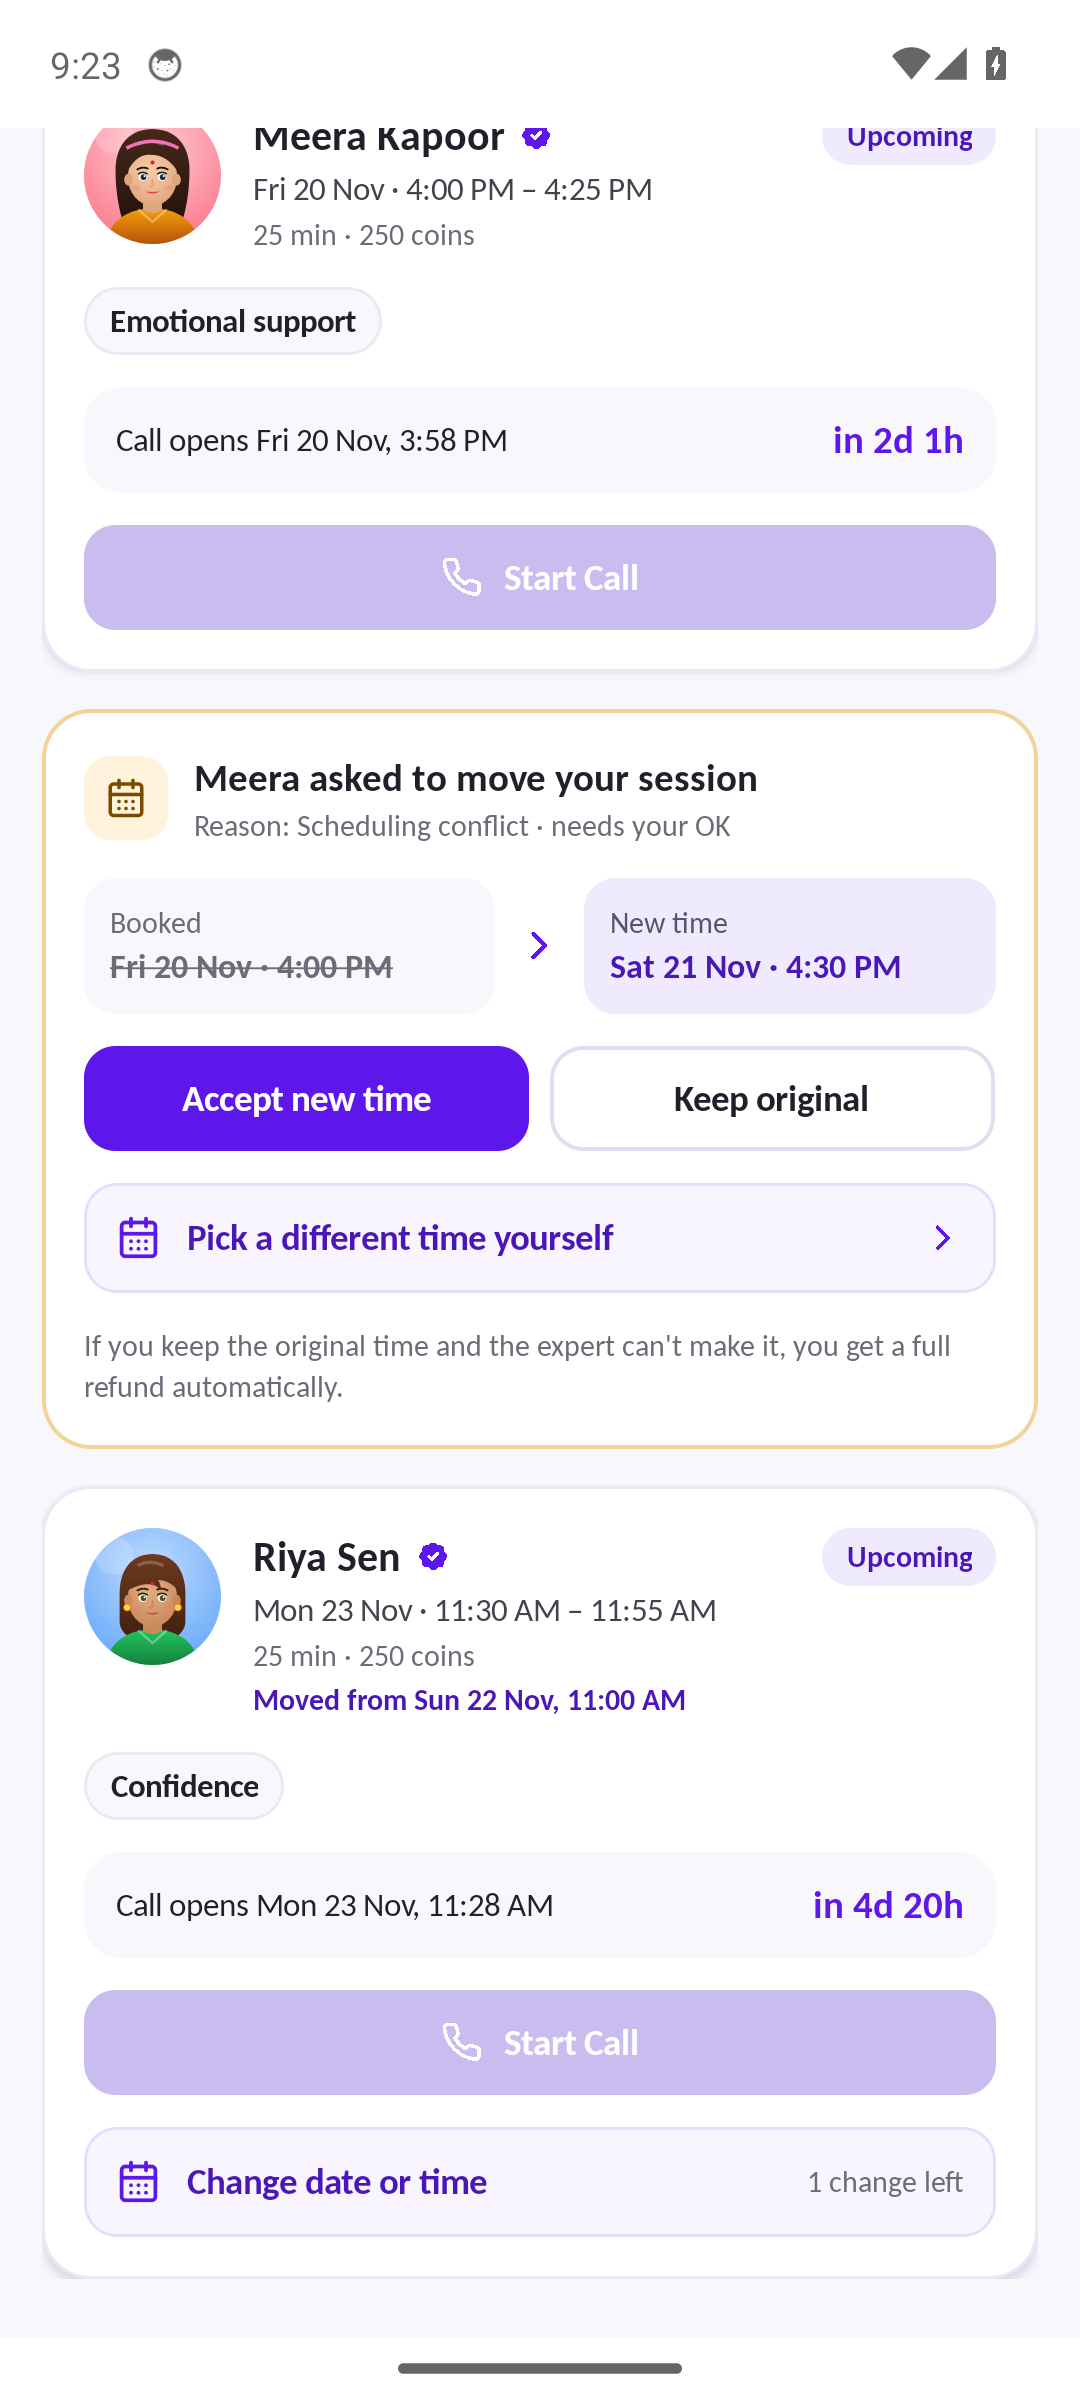 9:23
Meera Kapoor
Upcoming
Fri 20 Nov · 4:00 PM – 4:25 PM
25 min · 250 coins
Emotional support
Call opens Fri 20 Nov, 3:58 PM
in 2d 1h
Start Call
Meera asked to move your session
Reason: Scheduling conflict · needs your OK
Booked
Fri 20 Nov · 4:00 PM
New time
Sat 21 Nov · 4:30 PM
Accept new time
Keep original
Pick a different time yourself
If you keep the original time and the expert can't make it, you get a full
refund automatically.
Riya Sen
Upcoming
Mon 23 Nov · 11:30 AM – 11:55 AM
25 min · 250 coins
Moved from Sun 22 Nov, 11:00 AM
Confidence
Call opens Mon 23 Nov, 11:28 AM
in 4d 20h
Start Call
Change date or time
1 change left